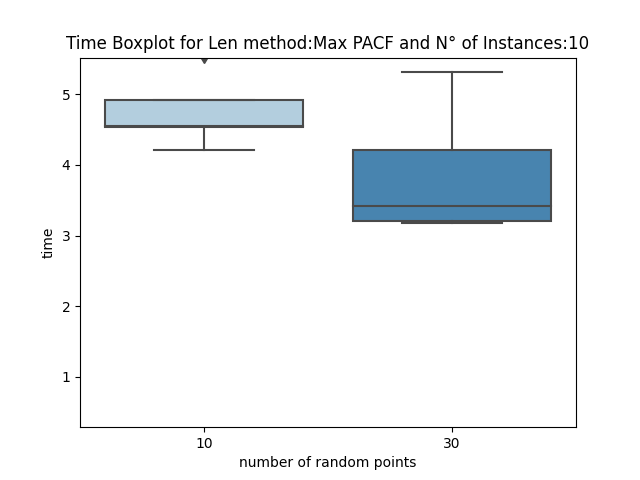 Time Boxplot for Len method:Max PACF and N° of Instances:10
5
4
3
2
1
time
10 30
number of random points